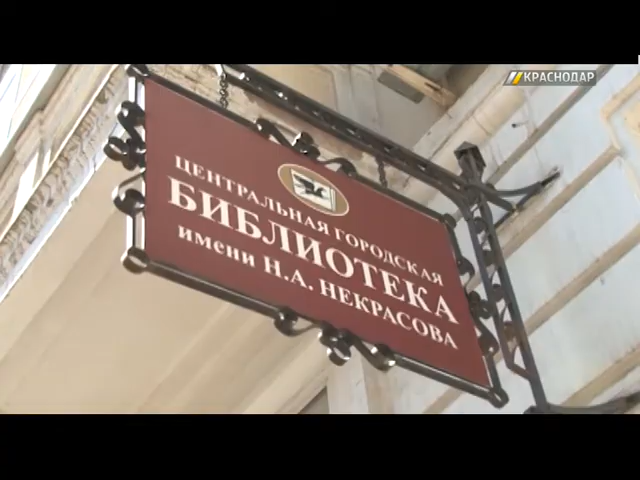 КРАСНОДАР
ЦЕНТРАЛЬНАЯ ГОРОДСКАЯ
БИБЛИОТЕКА
имени Н.А. НЕКРАСОВА